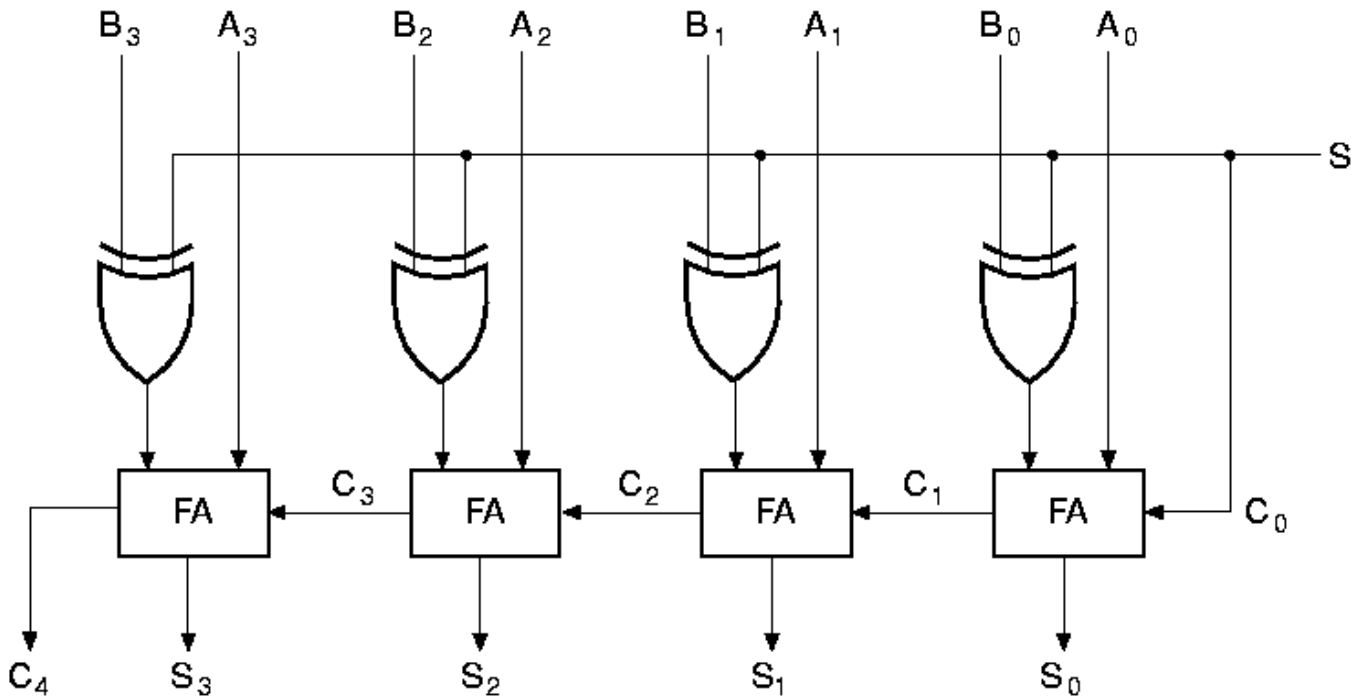 B₃ A₃ B₂ A₂ B₁ A₁ B₀ A₀
S
FA C₃ FA C₂ FA C₁ FA C₀
C₄ S₃ S₂ S₁ S₀